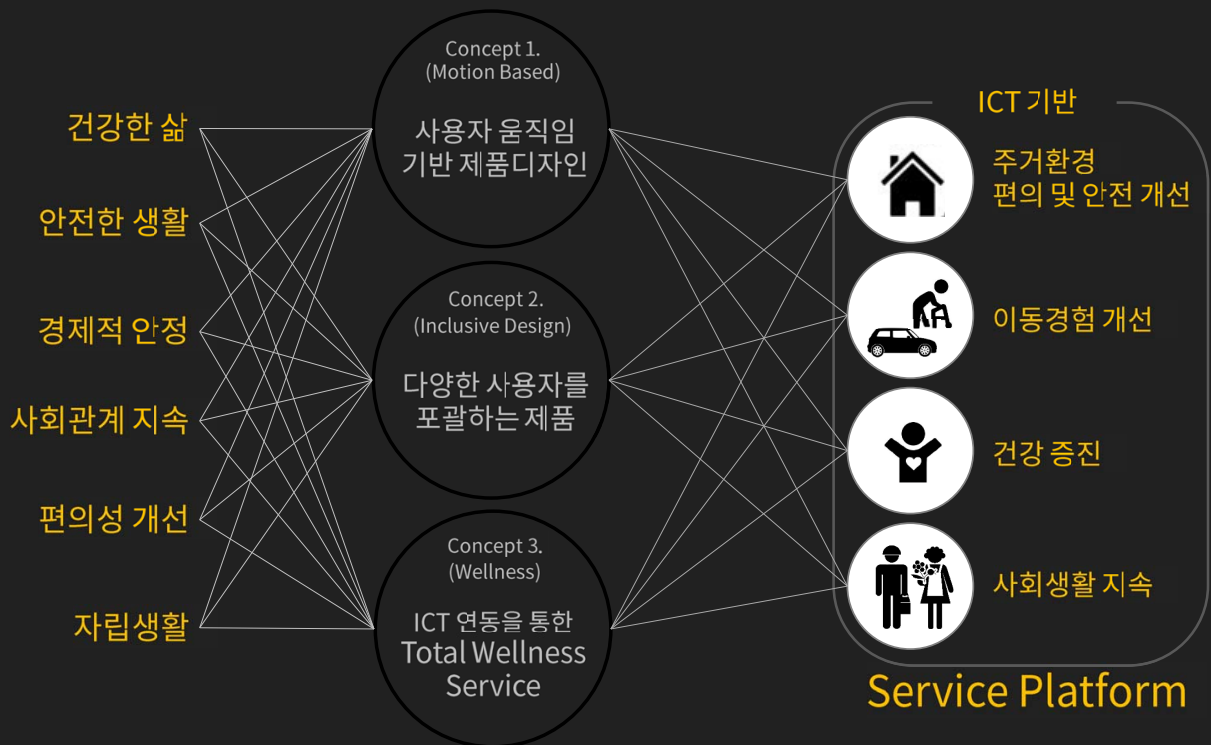 건강한 삶
안전한 생활
경제적 안정
사회관계 지속
편의성 개선
자립생활
Concept 1.
(Motion Based)
사용자 움직임
기반 제품디자인
Concept 2.
(Inclusive Design)
다양한 사용자를
포괄하는 제품
Concept 3.
(Wellness)
ICT 연동을 통한
Total Wellness
Service
ICT 기반
주거환경
편의 및 안전 개선
이동경험 개선
건강 증진
사회생활 지속
Service Platform